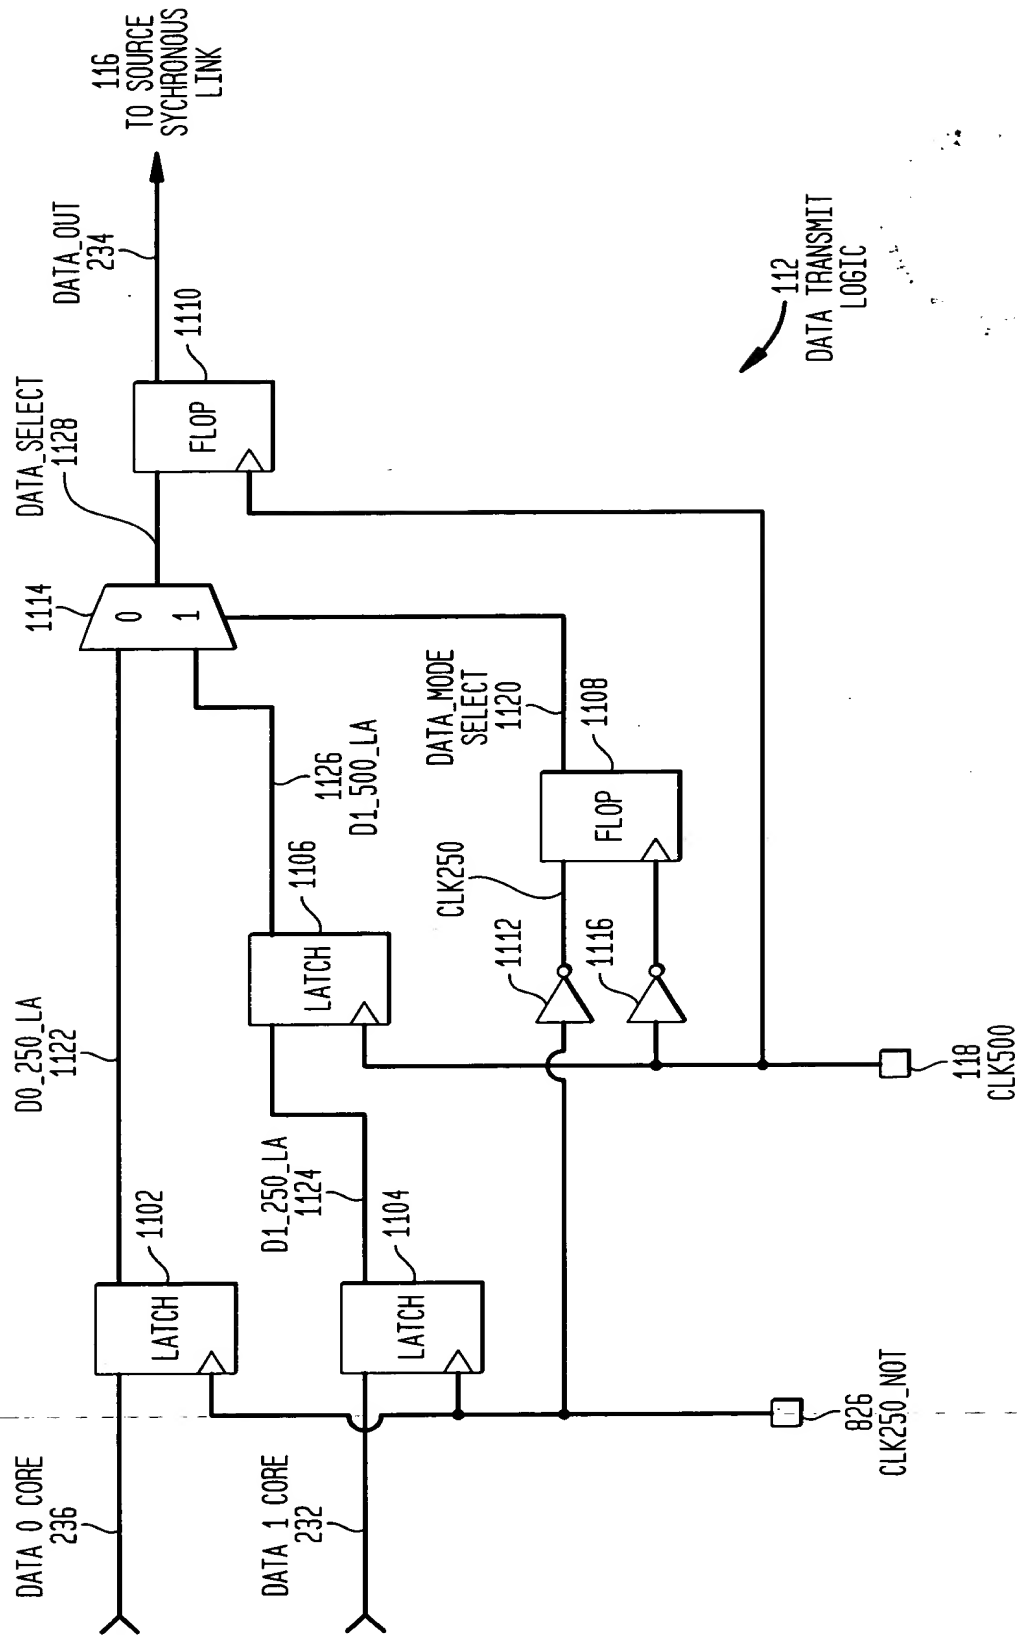 116
TO SOURCE
SYCHRONOUS
LINK
DATA_OUT
234
1110
FLOP
DATA_SELECT
1128
1114
0
1
D0_250_LA
1122
1102
LATCH
DATA 0 CORE
236
1126
D1_500_LA
1106
LATCH
D1_250_LA
1124
1104
LATCH
DATA 1 CORE
232
DATA_MODE
SELECT
1120
1108
FLOP
CLK250
1112
1116
826
CLK250_NOT
118
CLK500
112
DATA TRANSMIT
LOGIC